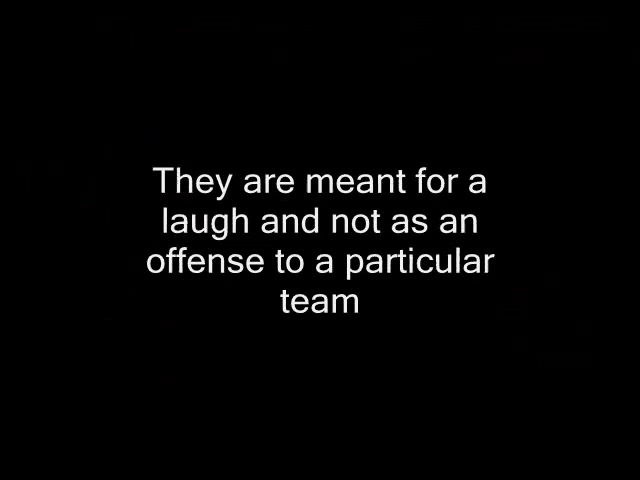 They are meant for a
laugh and not as an
offense to a particular
team